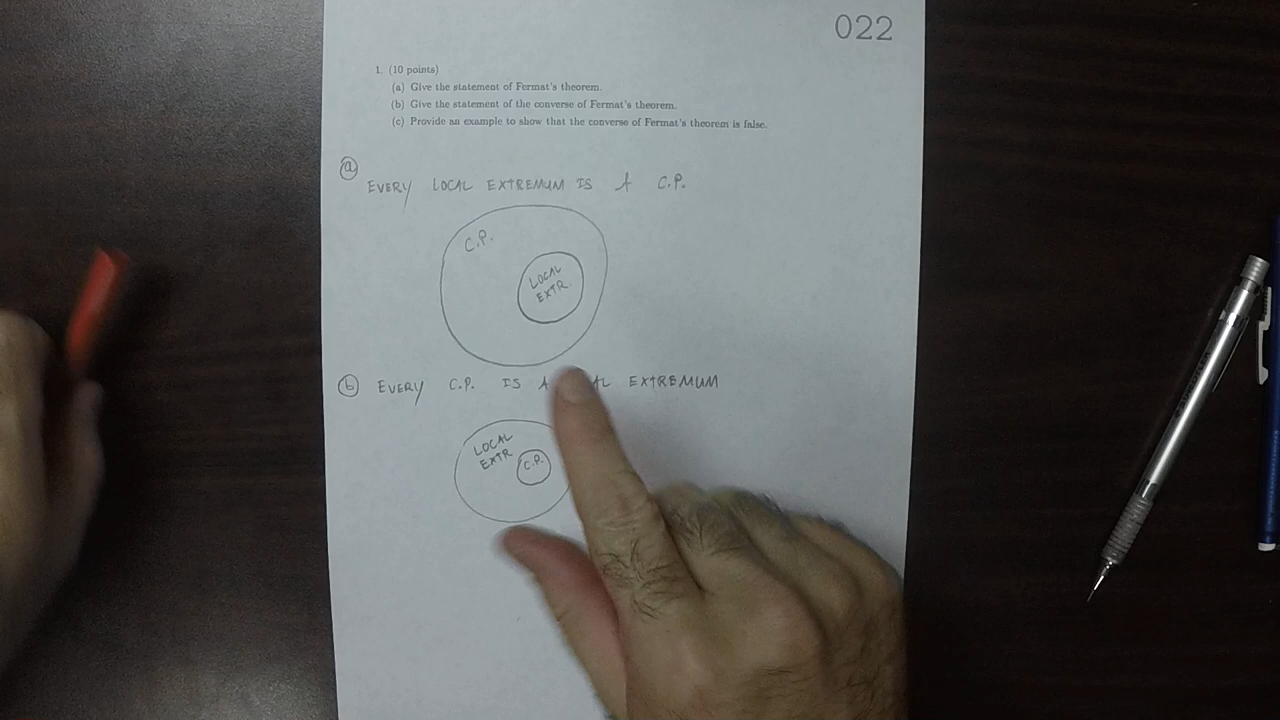 022
1. (10 points)
(a) Give the statement of Fermat's theorem.
(b) Give the statement of the converse of Fermat's theorem.
(c) Provide an example to show that the converse of Fermat's theorem is false.
a EVERY LOCAL EXTREMUM IS A C.P.
C.P.
LOCAL
EXTR.
b EVERY C.P. IS A EXTREMUM
LOCAL
EXTR
C.P.